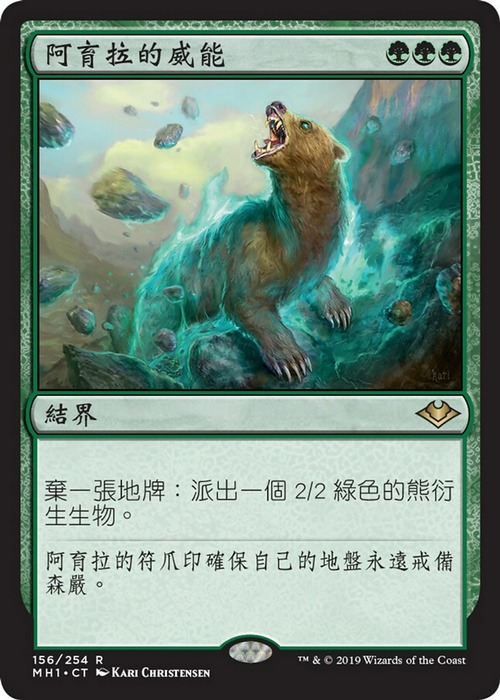 阿育拉的威能
結界
棄一張地牌：派出一個 2/2 綠色的熊衍
生生物。
阿育拉的符爪印確保自己的地盤永遠戒備
森嚴。
156/254 R
MH1 • CT Kari Christensen
™ & © 2019 Wizards of the Coast